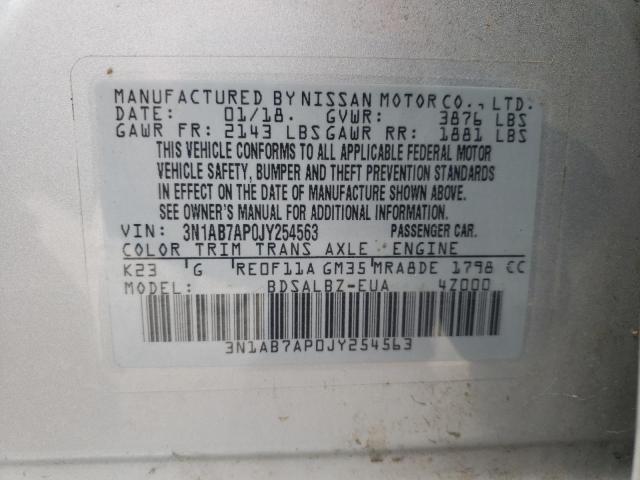 MANUFACTURED BY NISSAN MOTOR CO., LTD.
DATE: 01/18. GVWR: 3876 LBS
GAWR FR: 2143 LBS GAWR RR: 1881 LBS
THIS VEHICLE CONFORMS TO ALL APPLICABLE FEDERAL MOTOR
VEHICLE SAFETY, BUMPER AND THEFT PREVENTION STANDARDS
IN EFFECT ON THE DATE OF MANUFACTURE SHOWN ABOVE.
SEE OWNER'S MANUAL FOR ADDITIONAL INFORMATION.
VIN: 3N1AB7AP0JY254563 PASSENGER CAR.
COLOR TRIM TRANS AXLE ENGINE
K23 G RE0F11A GM35 MRA8DE 1798 CC
MODEL: BDSALBZ-EUA 4Z000
3N1AB7AP0JY254563